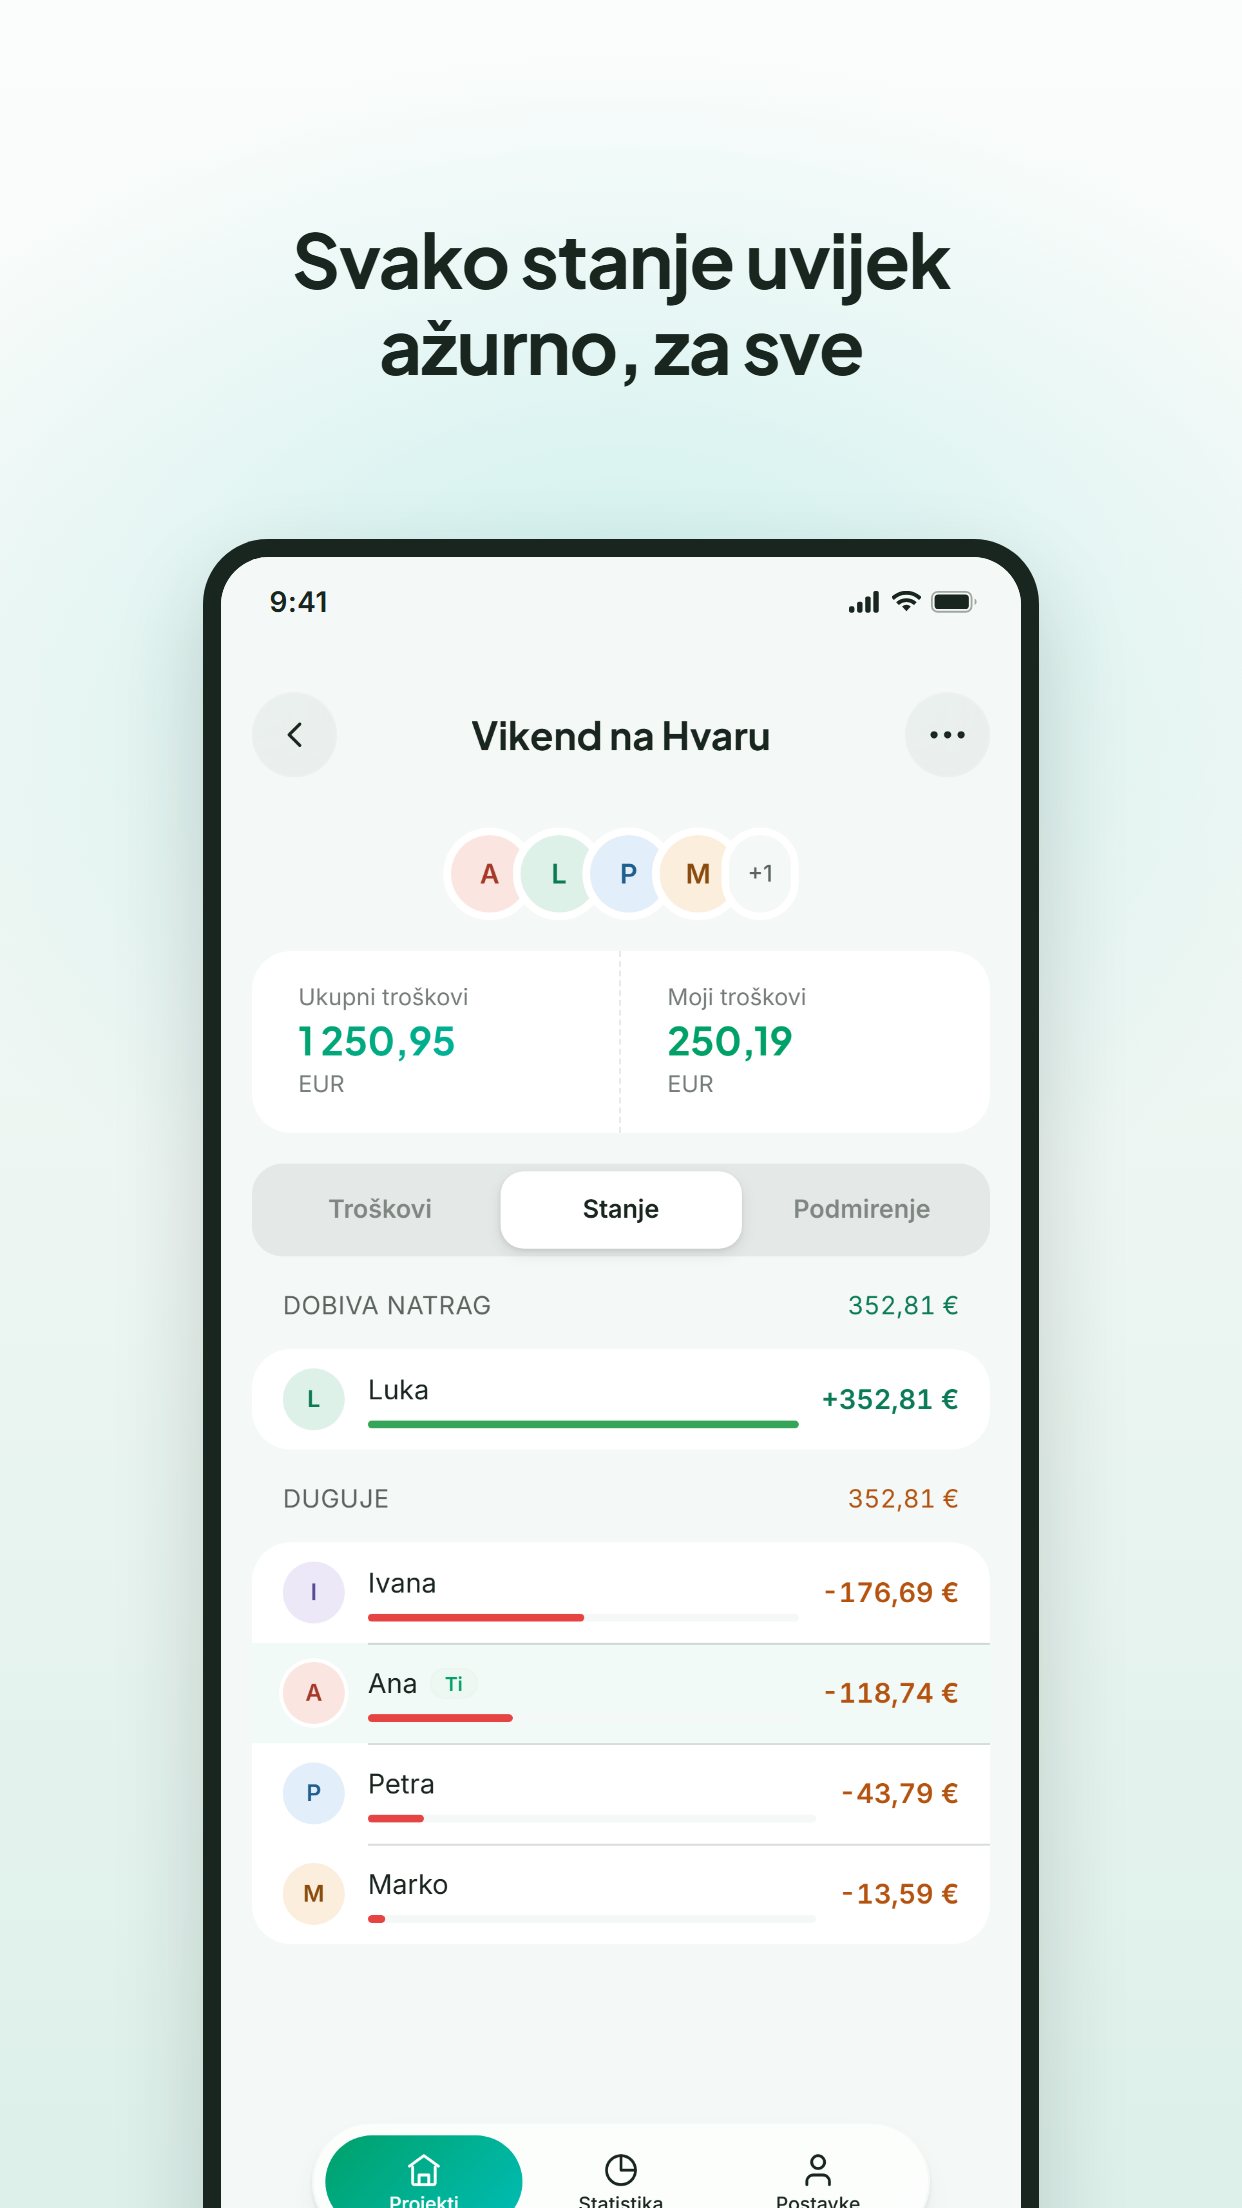 Svako stanje uvijek
ažurno, za sve
9:41
Vikend na Hvaru
A L P M +1
Ukupni troškovi Moji troškovi
1 250,95 250,19
EUR EUR
Troškovi Stanje Podmirenje
DOBIVA NATRAG 352,81 €
L Luka +352,81 €
DUGUJE 352,81 €
I Ivana -176,69 €
A Ana Ti -118,74 €
P Petra -43,79 €
M Marko -13,59 €
Projekti Statistika Postavke